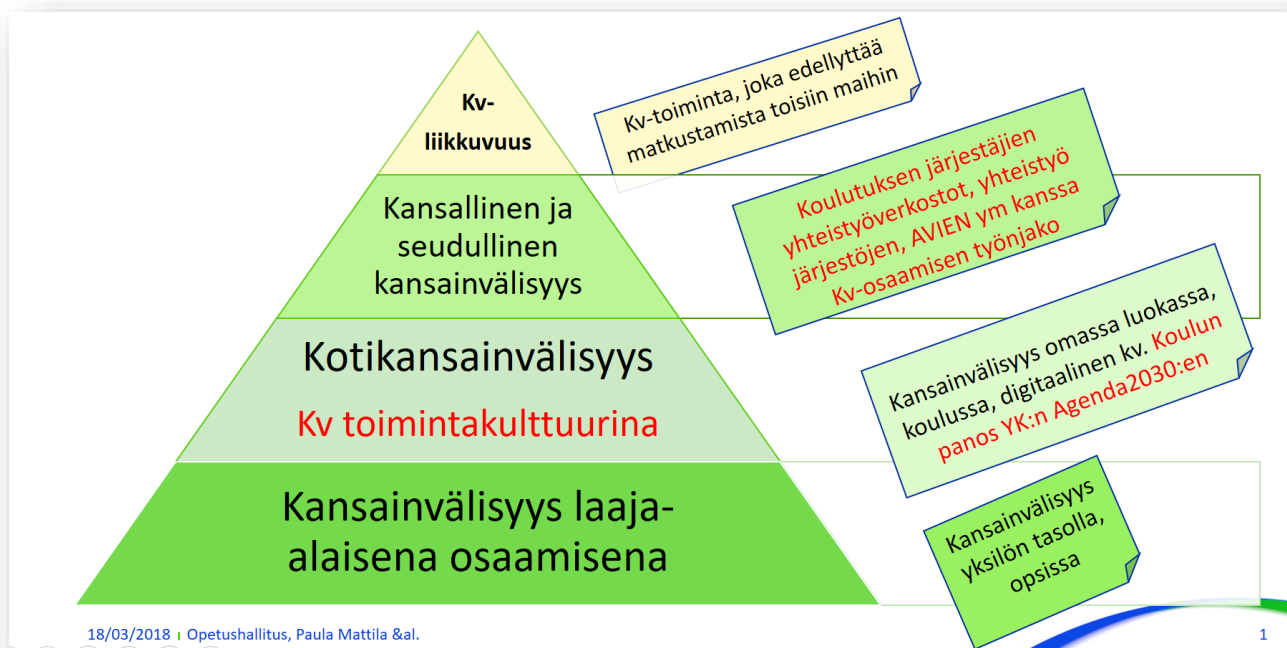 Kv-
liikkuvuus
Kv-toiminta, joka edellyttää
matkustamista toisiin maihin
Kansallinen ja
seudullinen
kansainvälisyys
Koulutuksen järjestäjien
yhteistyöverkostot, yhteistyö
järjestöjen, AVIEN ym kanssa
Kv-osaamisen työnjako
Kotikansainvälisyys
Kv toimintakulttuurina
Kansainvälisyys omassa luokassa,
koulussa, digitaalinen kv. Koulun
panos YK:n Agenda2030:en
Kansainvälisyys laaja-
alaisena osaamisena
Kansainvälisyys
yksilön tasolla,
opsissa
18/03/2018 | Opetushallitus, Paula Mattila &al.
1